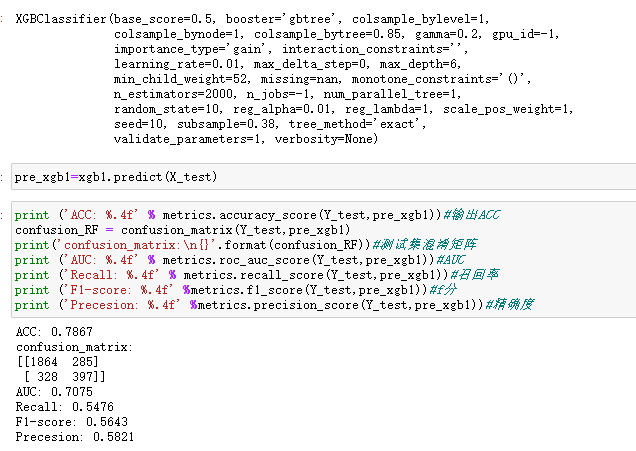 : XGBClassifier(base_score=0.5, booster='gbtree', colsample_bylevel=1,
colsample_bynode=1, colsample_bytree=0.85, gamma=0.2, gpu_id=-1,
importance_type='gain', interaction_constraints='',
learning_rate=0.01, max_delta_step=0, max_depth=6,
min_child_weight=52, missing=nan, monotone_constraints='()',
n_estimators=2000, n_jobs=-1, num_parallel_tree=1,
random_state=10, reg_alpha=0.01, reg_lambda=1, scale_pos_weight=1,
seed=10, subsample=0.38, tree_method='exact',
validate_parameters=1, verbosity=None)
: pre_xgb1=xgb1.predict(X_test)
: print ('ACC: %.4f' % metrics.accuracy_score(Y_test,pre_xgb1))#输出ACC
confusion_RF = confusion_matrix(Y_test,pre_xgb1)
print('confusion_matrix:\n{}'.format(confusion_RF))#测试集混淆矩阵
print ('AUC: %.4f' % metrics.roc_auc_score(Y_test,pre_xgb1))#AUC
print ('Recall: %.4f' % metrics.recall_score(Y_test,pre_xgb1))#召回率
print ('F1-score: %.4f' %metrics.f1_score(Y_test,pre_xgb1))#f分
print ('Precesion: %.4f' %metrics.precision_score(Y_test,pre_xgb1))#精确度
ACC: 0.7867
confusion_matrix:
[[1864 285]
[ 328 397]]
AUC: 0.7075
Recall: 0.5476
F1-score: 0.5643
Precesion: 0.5821